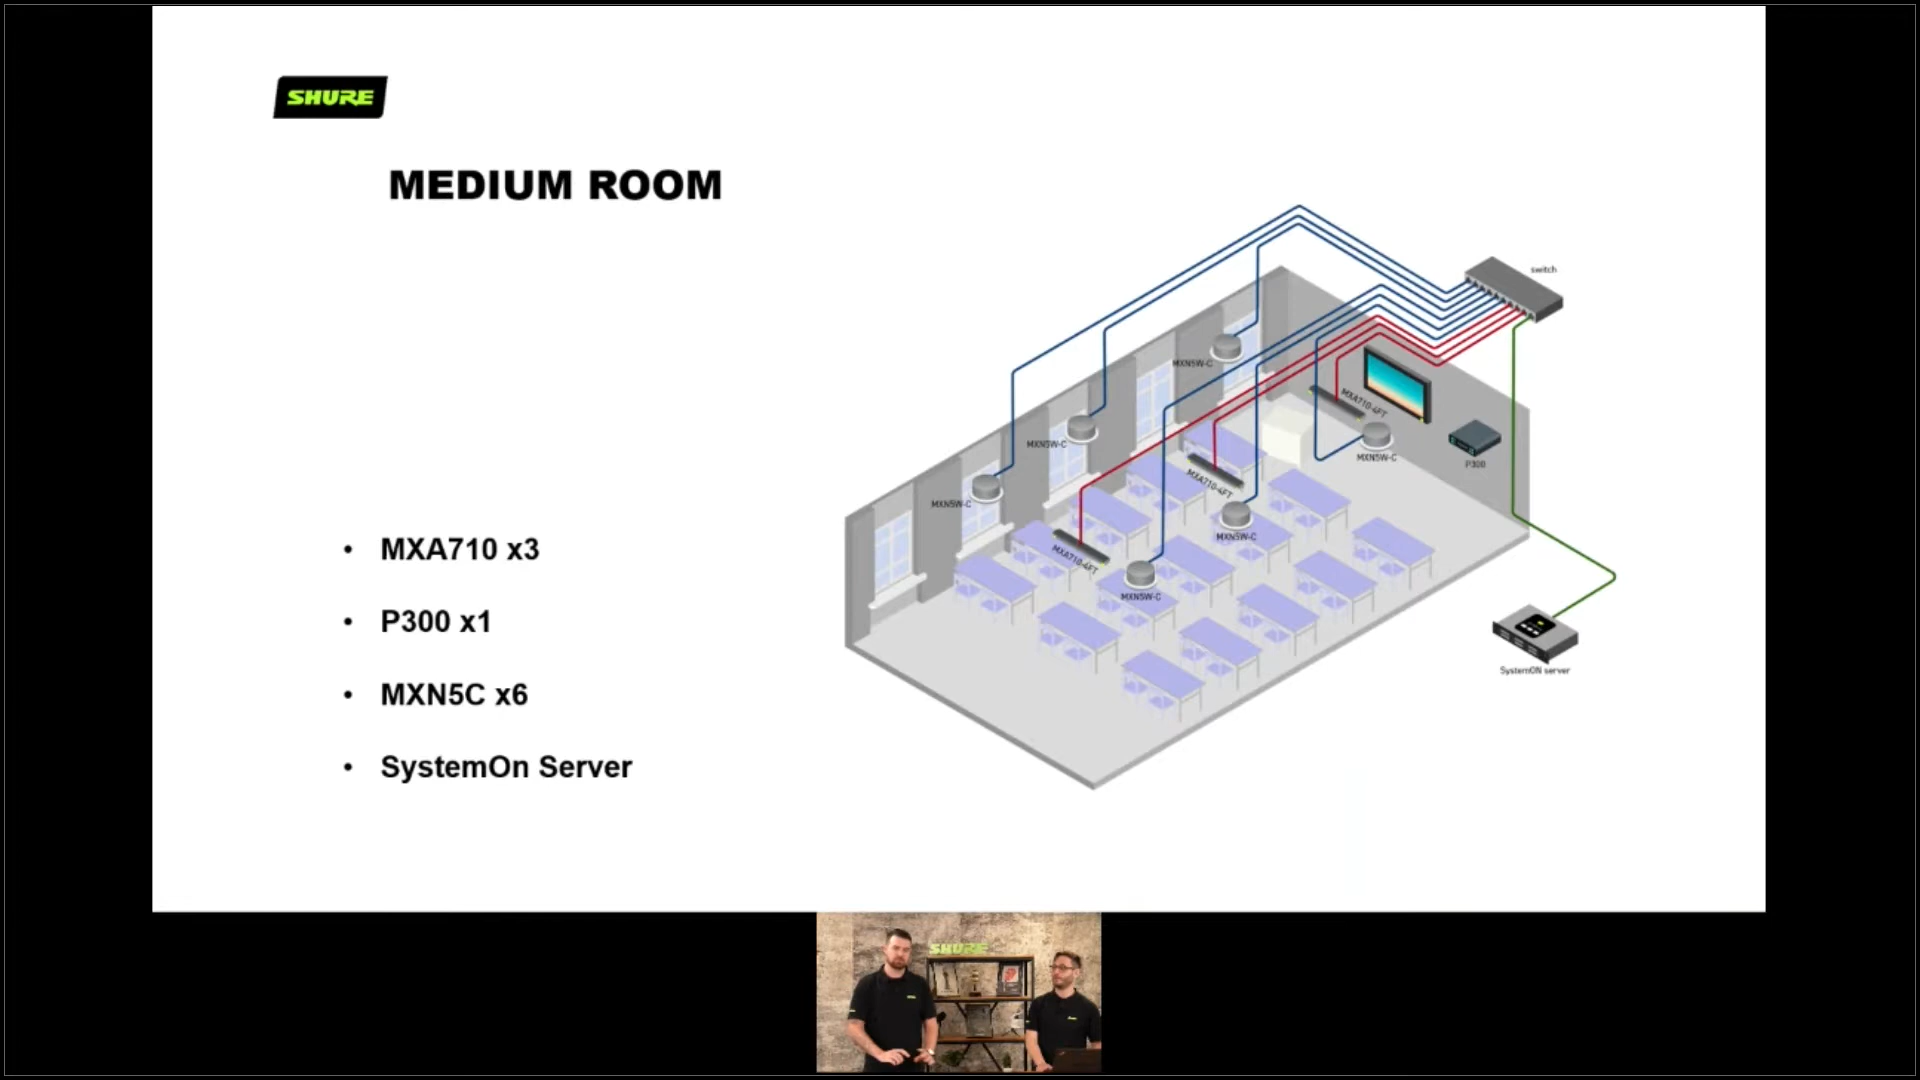 SHURE
MEDIUM ROOM
• MXA710 x3
• P300 x1
• MXN5C x6
• SystemOn Server
switch
MXN5W-C
MXA710-4FT
MXN5W-C
MXN5W-C
P300
MXA710-4FT
MXN5W-C
MXN5W-C
MXA710-4FT
MXN5W-C
SystemON server
SHURE